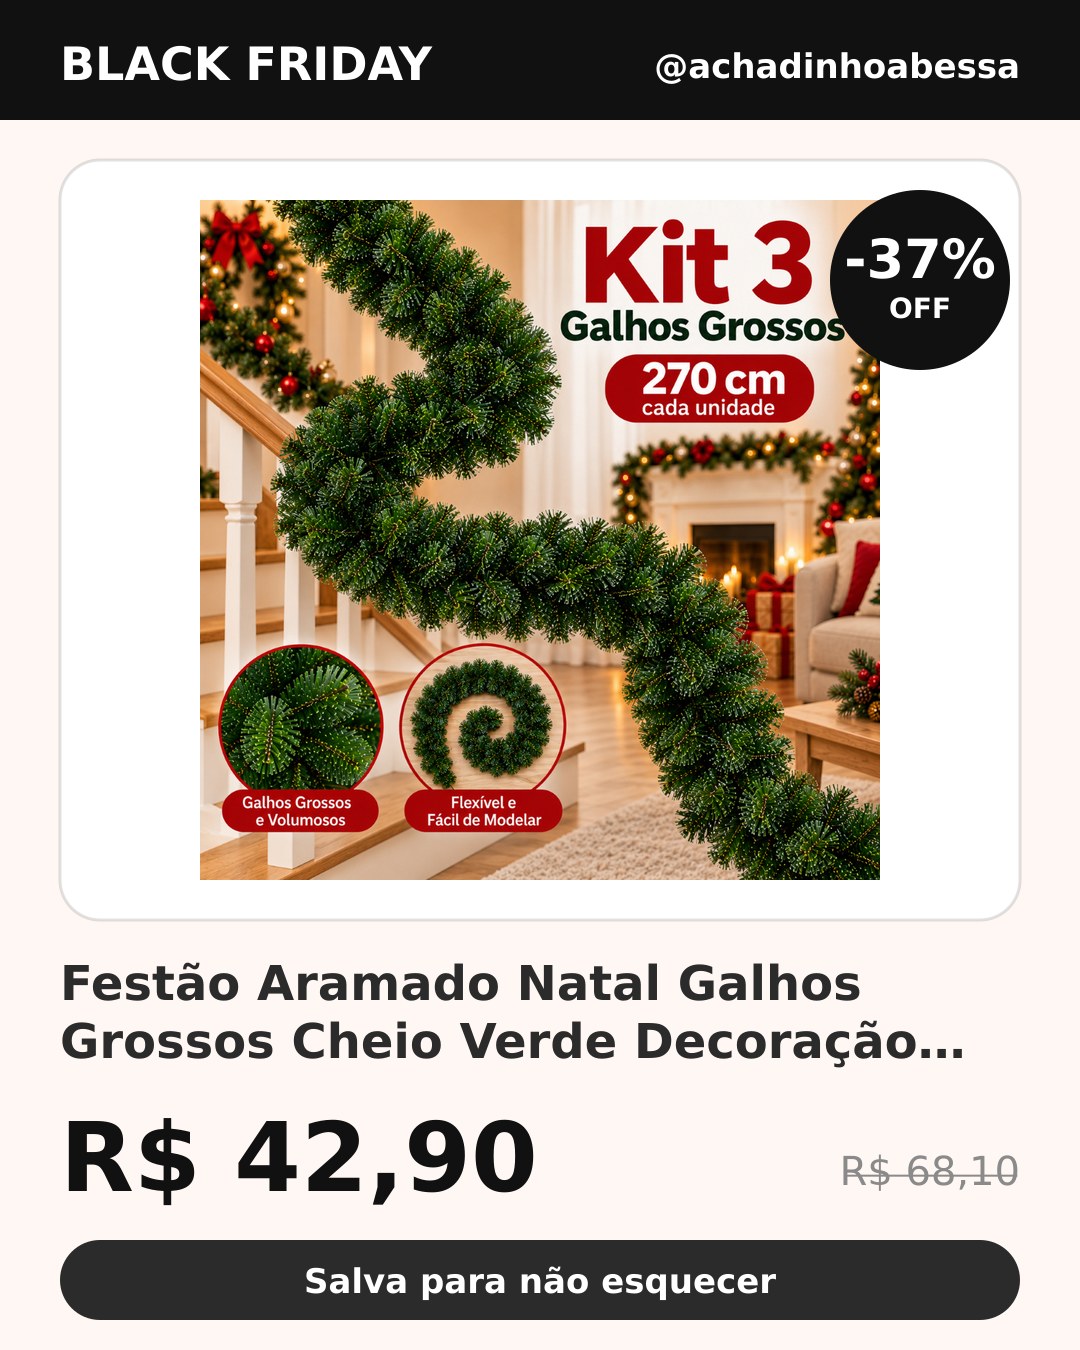 BLACK FRIDAY
@achadinhoabessa
Kit 3
Galhos Grossos
270 cm
cada unidade
-37%
OFF
Galhos Grossos
e Volumosos
Flexível e
Fácil de Modelar
Festão Aramado Natal Galhos
Grossos Cheio Verde Decoração...
R$ 42,90
R$ 68,10
Salva para não esquecer